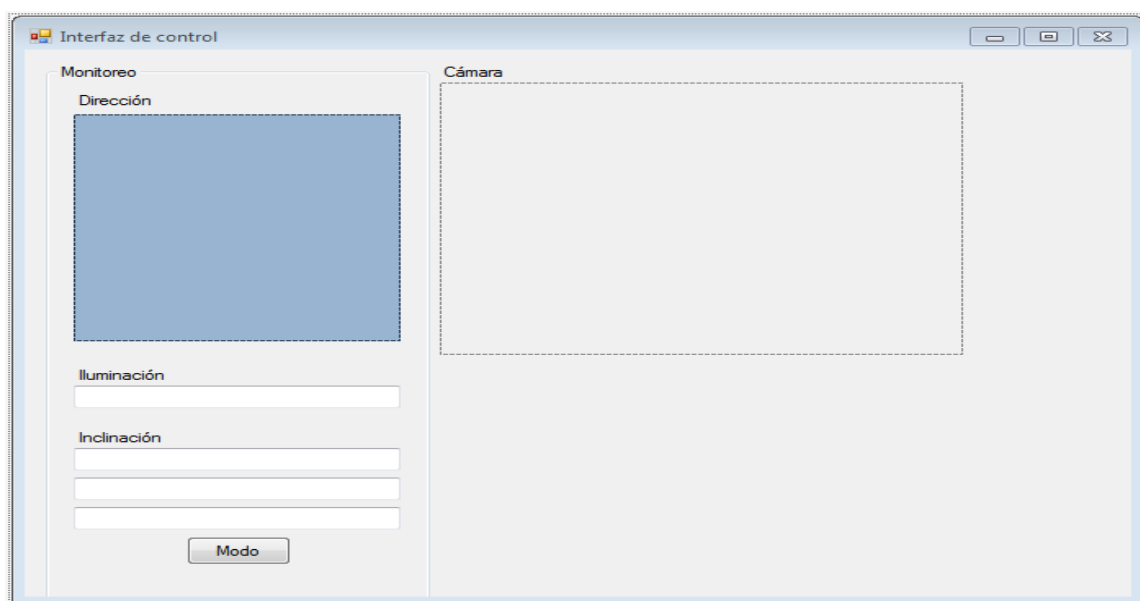 Interfaz de control
Monitoreo
Dirección
Iluminación
Inclinación
Modo
Cámara